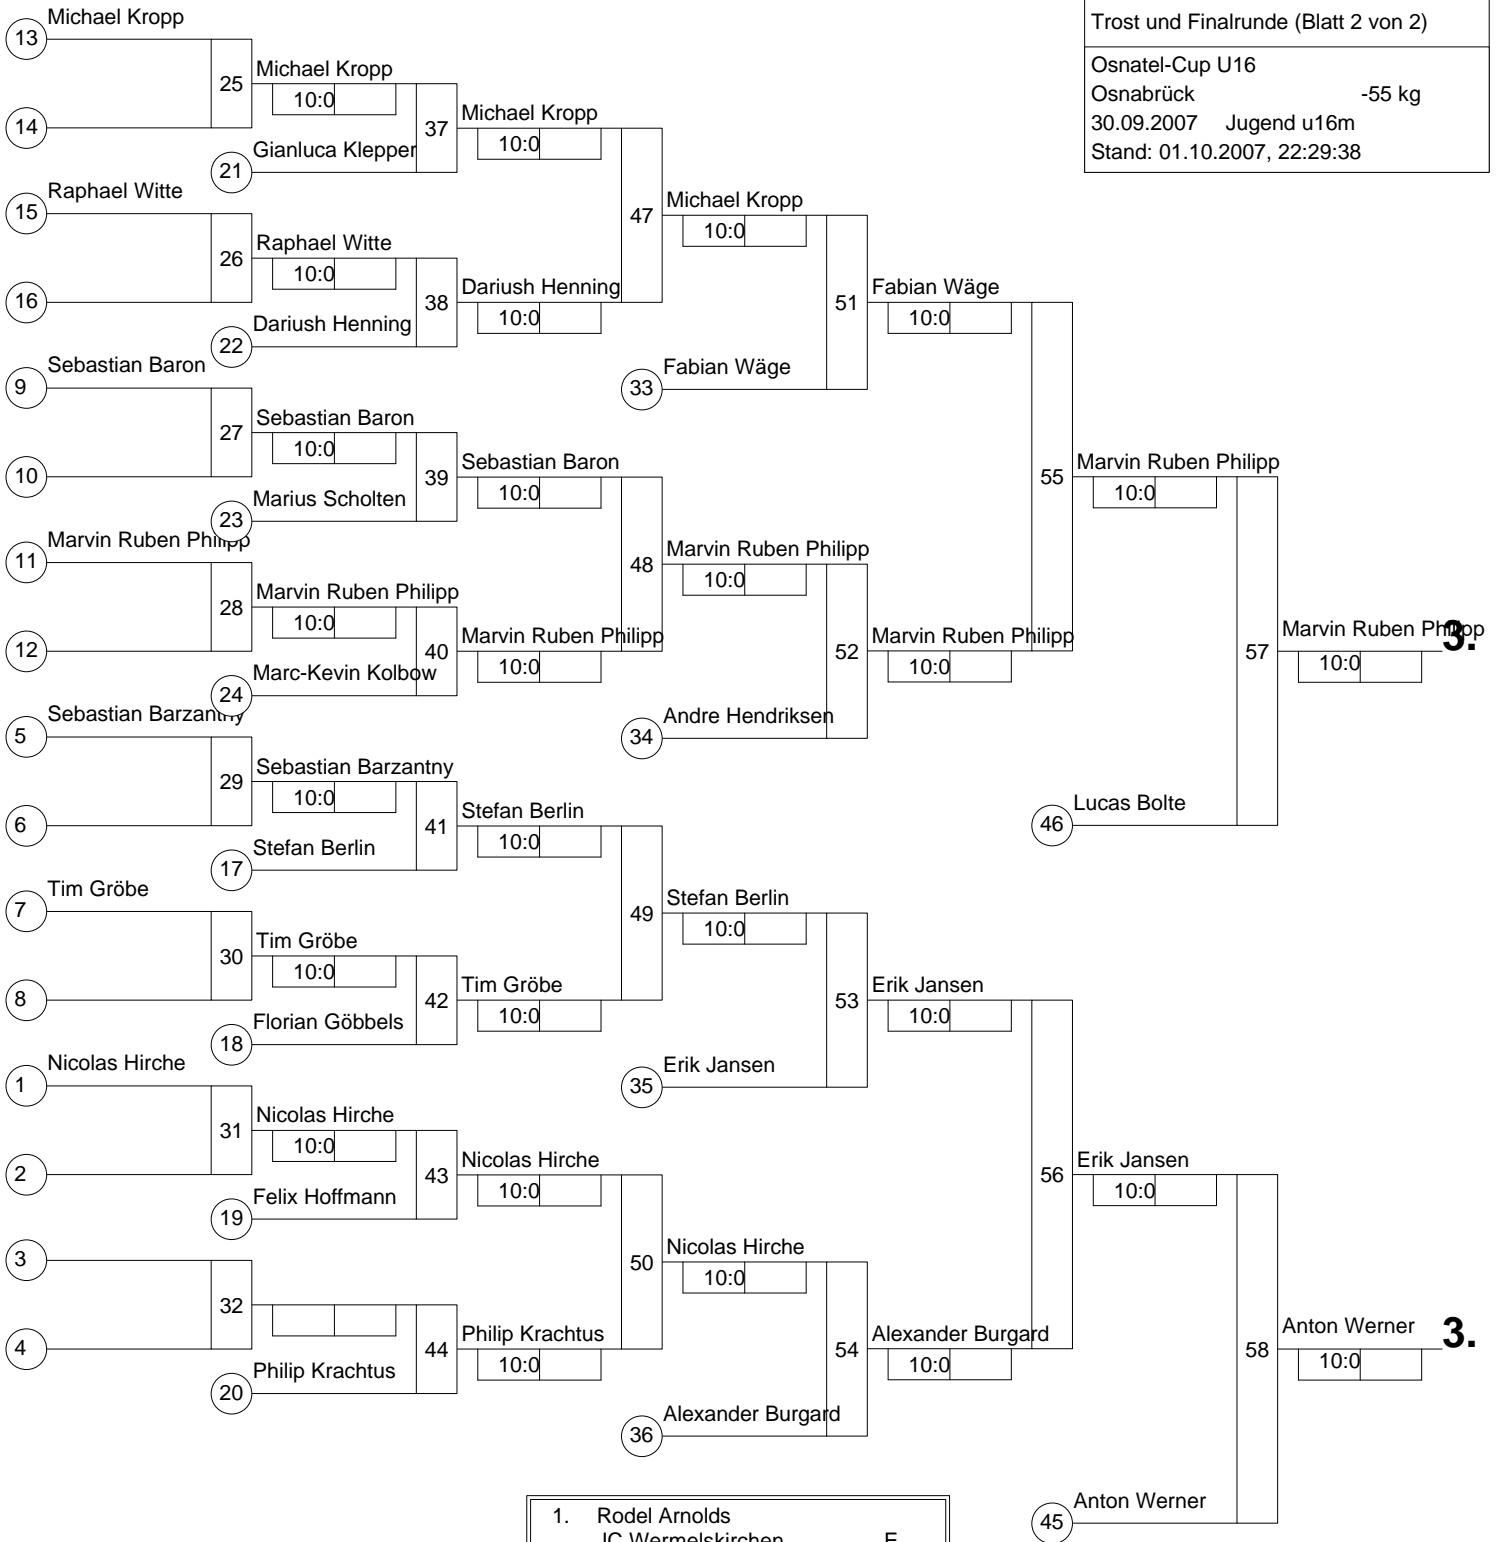 Trost und Finalrunde (Blatt 2 von 2)
Osnatel-Cup U16
Osnabrück -55 kg
30.09.2007 Jugend u16m
Stand: 01.10.2007, 22:29:38
13 Michael Kropp
14
25
Michael Kropp
10:0
21 Gianluca Klepper
37
Michael Kropp
10:0
15 Raphael Witte
16
26
Raphael Witte
10:0
22 Dariush Henning
38
Dariush Henning
10:0
47
Michael Kropp
10:0
33 Fabian Wäge
51
Fabian Wäge
10:0
9 Sebastian Baron
10
27
Sebastian Baron
10:0
23 Marius Scholten
39
Sebastian Baron
10:0
11 Marvin Ruben Philipp
12
28
Marvin Ruben Philipp
10:0
24 Marc-Kevin Kolbow
40
Marvin Ruben Philipp
10:0
48
Marvin Ruben Philipp
10:0
34 Andre Hendriksen
52
Marvin Ruben Philipp
10:0
55
Marvin Ruben Philipp
10:0
46 Lucas Bolte
57
Marvin Ruben Philipp 3.
10:0
5 Sebastian Barzantny
6
29
Sebastian Barzantny
10:0
17 Stefan Berlin
41
Stefan Berlin
10:0
7 Tim Gröbe
8
30
Tim Gröbe
10:0
18 Florian Göbbels
42
Tim Gröbe
10:0
49
Stefan Berlin
10:0
35 Erik Jansen
53
Erik Jansen
10:0
1 Nicolas Hirche
2
31
Nicolas Hirche
10:0
19 Felix Hoffmann
43
Nicolas Hirche
10:0
3
4
32
20 Philip Krachtus
44
Philip Krachtus
10:0
50
Nicolas Hirche
10:0
36 Alexander Burgard
54
Alexander Burgard
10:0
56
Erik Jansen
10:0
45 Anton Werner
58
Anton Werner 3.
10:0
1. Rodel Arnolds
JC Wermelskirchen